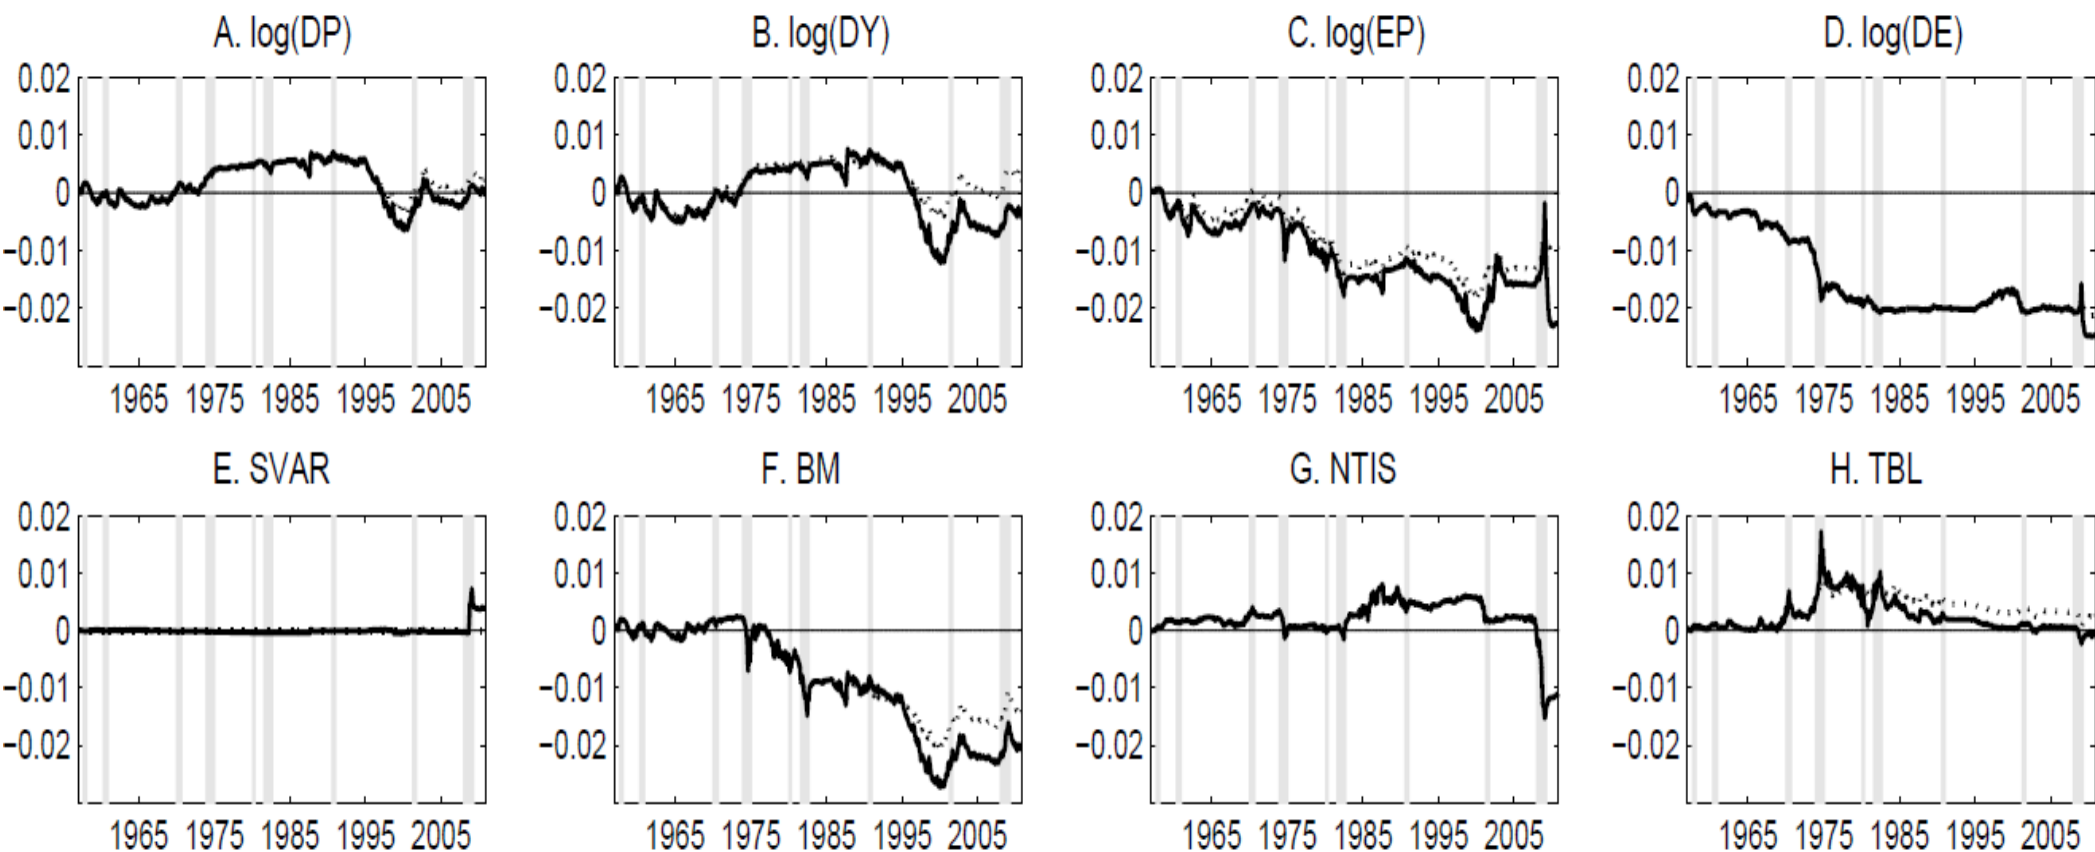 A. log(DP) B. log(DY) C. log(EP) D. log(DE)
0.02 0.02 0.02 0.02
0.01 0.01 0.01 0.01
0 0 0 0
−0.01 −0.01 −0.01 −0.01
−0.02 −0.02 −0.02 −0.02
1965 1975 1985 1995 2005 1965 1975 1985 1995 2005 1965 1975 1985 1995 2005 1965 1975 1985 1995 2005
E. SVAR F. BM G. NTIS H. TBL
0.02 0.02 0.02 0.02
0.01 0.01 0.01 0.01
0 0 0 0
−0.01 −0.01 −0.01 −0.01
−0.02 −0.02 −0.02 −0.02
1965 1975 1985 1995 2005 1965 1975 1985 1995 2005 1965 1975 1985 1995 2005 1965 1975 1985 1995 2005